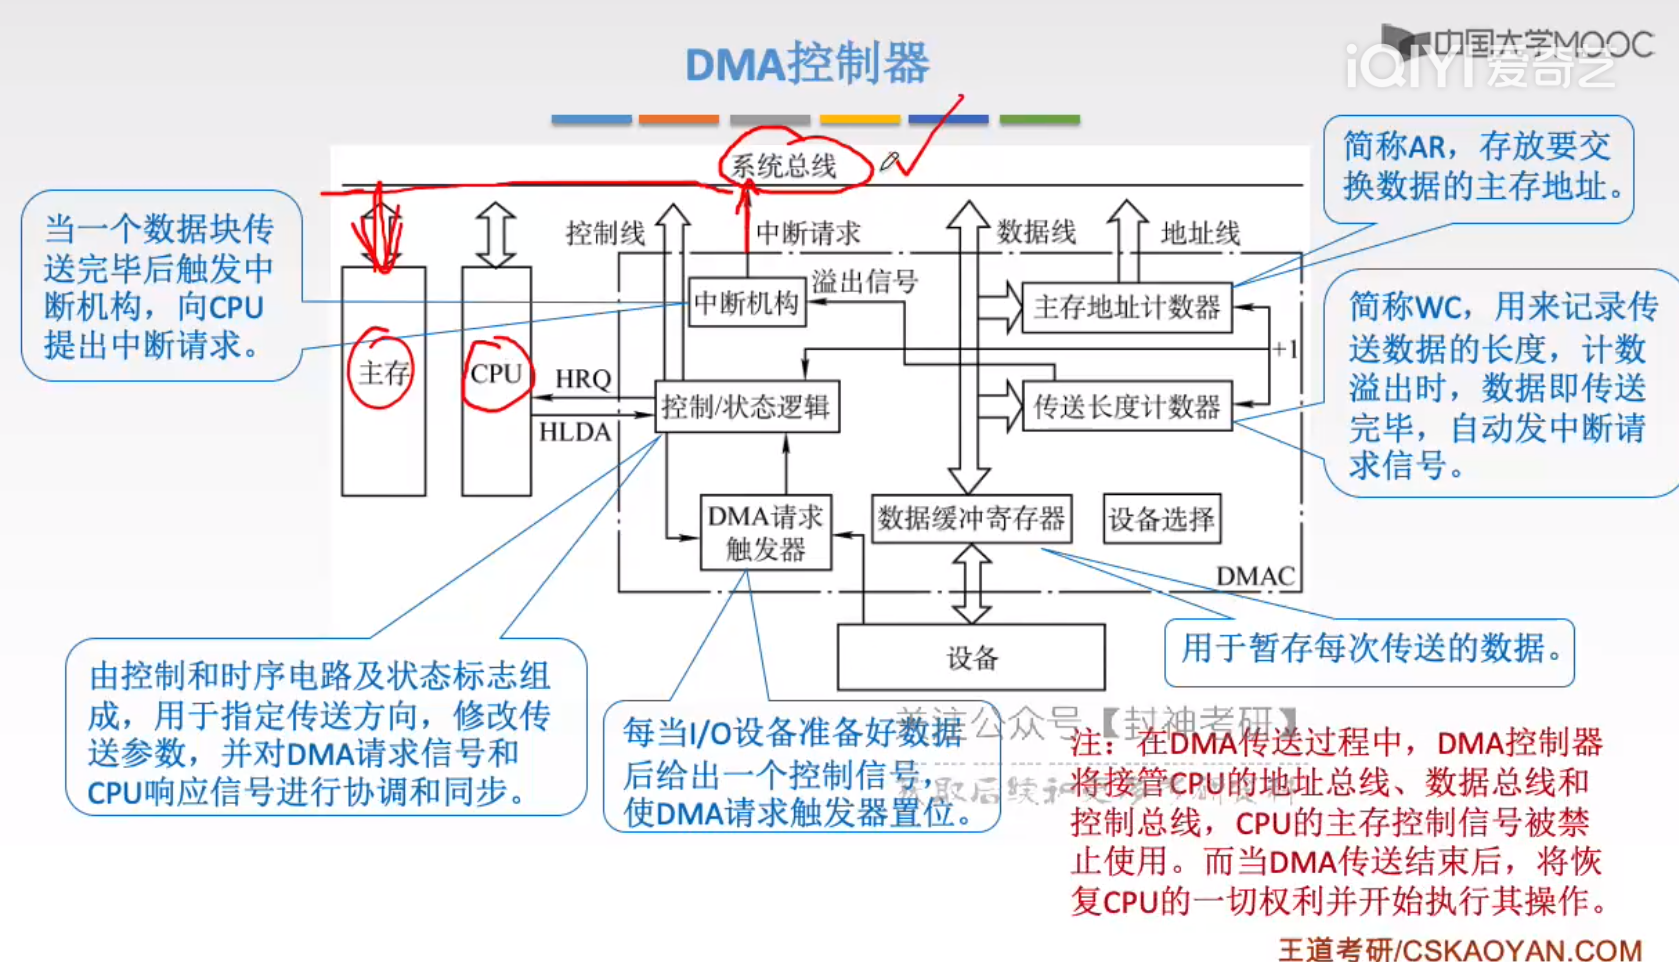 DMA控制器
中国大学MOOC
iQIYI 爱奇艺
系统总线
简称AR，存放要交
换数据的主存地址。
当一个数据块传
送完毕后触发中
断机构，向CPU
提出中断请求。
控制线
中断请求
数据线
地址线
溢出信号
中断机构
主存地址计数器
简称WC，用来记录传
送数据的长度，计数
溢出时，数据即传送
完毕，自动发中断请
求信号。
+1
主存
CPU
HRQ
HLDA
控制/状态逻辑
传送长度计数器
DMA请求
触发器
数据缓冲寄存器
设备选择
DMAC
设备
用于暂存每次传送的数据。
由控制和时序电路及状态标志组
成，用于指定传送方向，修改传
送参数，并对DMA请求信号和
CPU响应信号进行协调和同步。
每当I/O设备准备好数据
后给出一个控制信号，
使DMA请求触发器置位。
关注公众号【封神考研】
注：在DMA传送过程中，DMA控制器
将接管CPU的地址总线、数据总线和
控制总线，CPU的主存控制信号被禁
止使用。而当DMA传送结束后，将恢
复CPU的一切权利并开始执行其操作。
王道考研/CSKAOYAN.COM